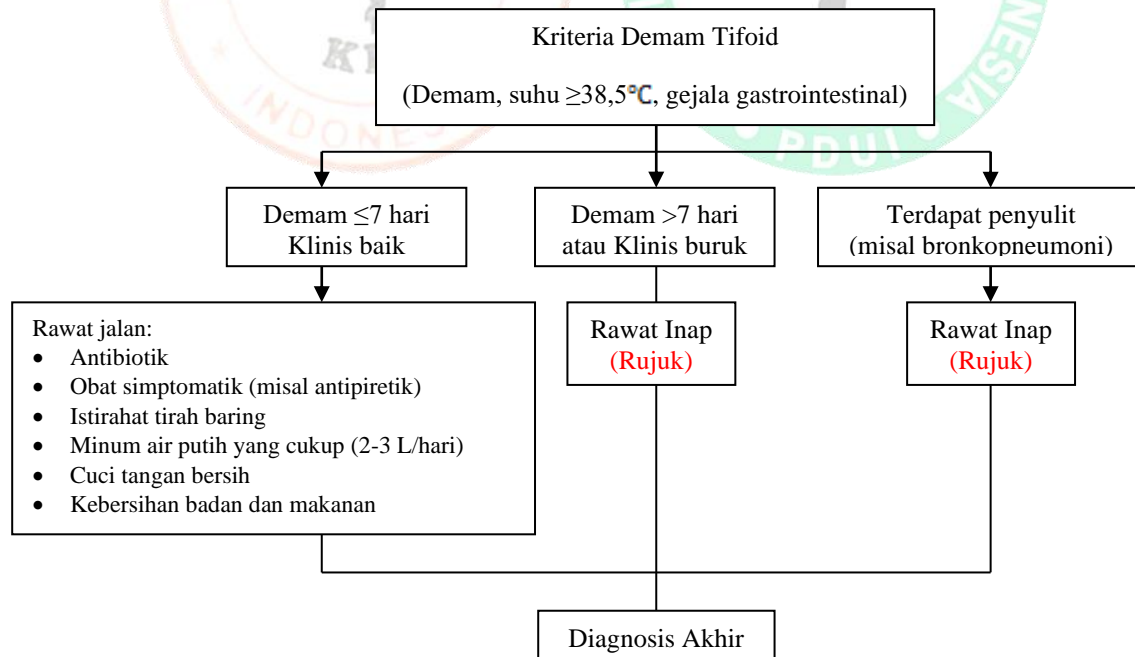 Kriteria Demam Tifoid
(Demam, suhu ≥38,5℃, gejala gastrointestinal)
Demam ≤7 hari
Klinis baik
Demam >7 hari
atau Klinis buruk
Terdapat penyulit
(misal bronkopneumoni)
Rawat jalan:
• Antibiotik
• Obat simptomatik (misal antipiretik)
• Istirahat tirah baring
• Minum air putih yang cukup (2-3 L/hari)
• Cuci tangan bersih
• Kebersihan badan dan makanan
Rawat Inap
(Rujuk)
Rawat Inap
(Rujuk)
Diagnosis Akhir
PDUI